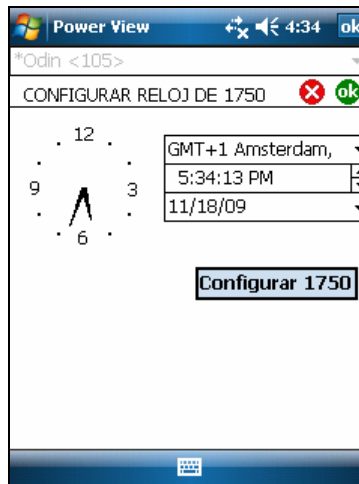 Power View 4:34 ok
*Odin <105>
CONFIGURAR RELOJ DE 1750 ok
12
9 3
6
GMT+1 Amsterdam,
5:34:13 PM
11/18/09
Configurar 1750